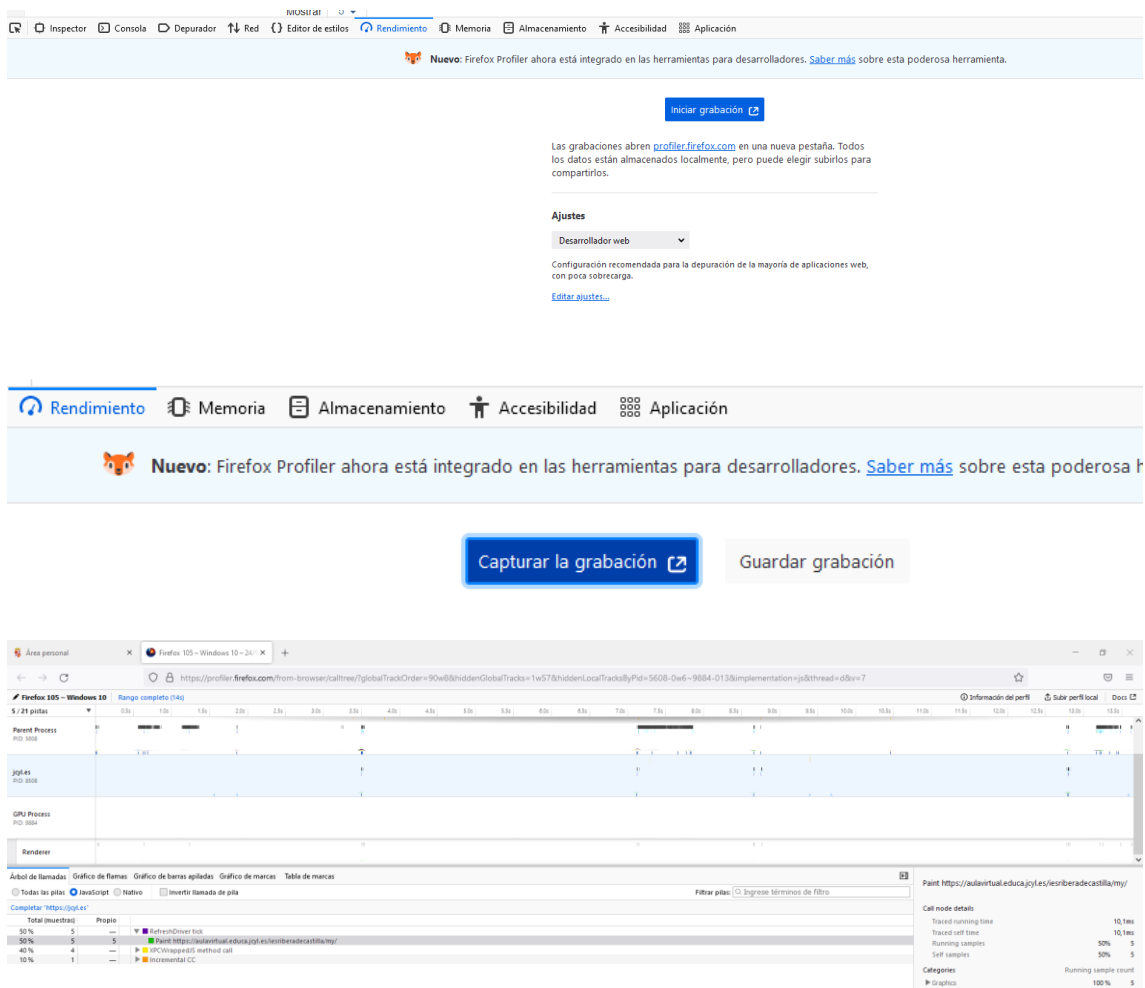 Mostrar
Inspector Consola Depurador Red Editor de estilos Rendimiento Memoria Almacenamiento Accesibilidad Aplicación
Nuevo: Firefox Profiler ahora está integrado en las herramientas para desarrolladores. Saber más sobre esta poderosa herramienta.
Iniciar grabación
Las grabaciones abren profiler.firefox.com en una nueva pestaña. Todos
los datos están almacenados localmente, pero puede elegir subirlos para
compartirlos.
Ajustes
Desarrollador web
Configuración recomendada para la depuración de la mayoría de aplicaciones web,
con poca sobrecarga.
Editar ajustes...
Rendimiento Memoria Almacenamiento Accesibilidad Aplicación
Nuevo: Firefox Profiler ahora está integrado en las herramientas para desarrolladores. Saber más sobre esta poderosa h
Capturar la grabación Guardar grabación
Área personal Firefox 105 – Windows 10 – 24
https://profiler.firefox.com/from-browser/calltree/?globalTrackOrder=90w8&hiddenGlobalTracks=1w57&hiddenLocalTracksByPid=5608-0w6~9884-013&implementation=js&thread=d&v=7
Firefox 105 – Windows 10 Rango completo (14s) Información del perfil Subir perfil local Docs
5 / 21 pistas
Parent Process
PID: 5608
jcyl.es
PID: 8508
GPU Process
PID: 9884
Renderer
Árbol de llamadas Gráfico de flamas Gráfico de barras apiladas Gráfico de marcas Tabla de marcas
Todas las pilas JavaScript Nativo Invertir llamada de pila Filtrar pilas: Ingrese términos de filtro
Completar "https://jcyl.es"
Total (muestras) Propio
50 % 5 — RefreshDriver tick
50 % 5 5 Paint https://aulavirtual.educa.jcyl.es/iesriberadecastilla/my/
40 % 4 — XPCWrappedJS method call
10 % 1 — Incremental CC
Paint https://aulavirtual.educa.jcyl.es/iesriberadecastilla/my/
Call node details
Traced running time 10,1ms
Traced self time 10,1ms
Running samples 50% 5
Self samples 50% 5
Categories Running sample count
Graphics 100 % 5